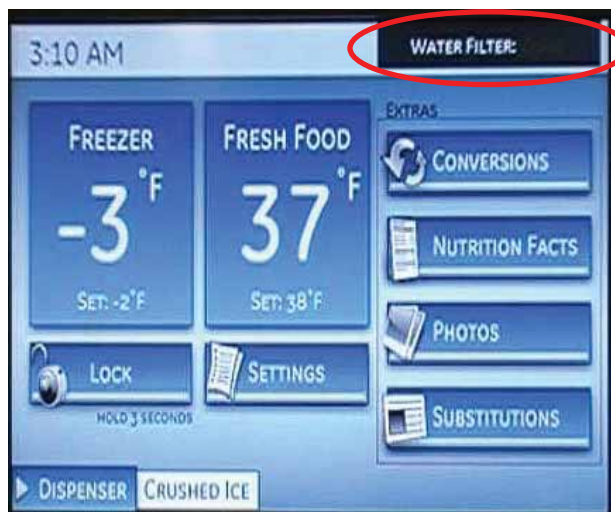 3:10 AM
WATER FILTER:
FREEZER
-3°F
SET: -2°F
FRESH FOOD
37°F
SET: 38°F
EXTRAS
CONVERSIONS
NUTRITION FACTS
PHOTOS
SUBSTITUTIONS
LOCK
HOLD 3 SECONDS
SETTINGS
DISPENSER
CRUSHED ICE